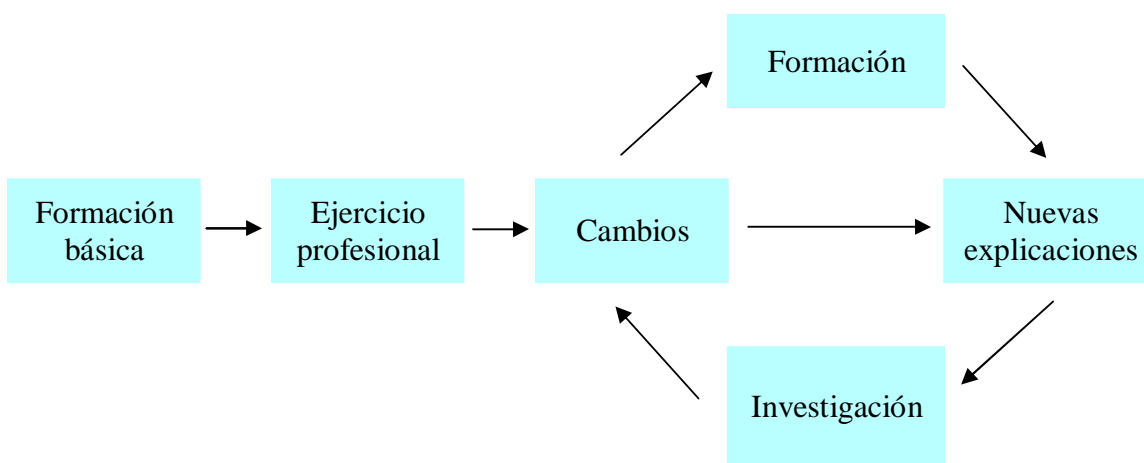 Formación
Formación
básica
Ejercicio
profesional
Cambios
Nuevas
explicaciones
Investigación